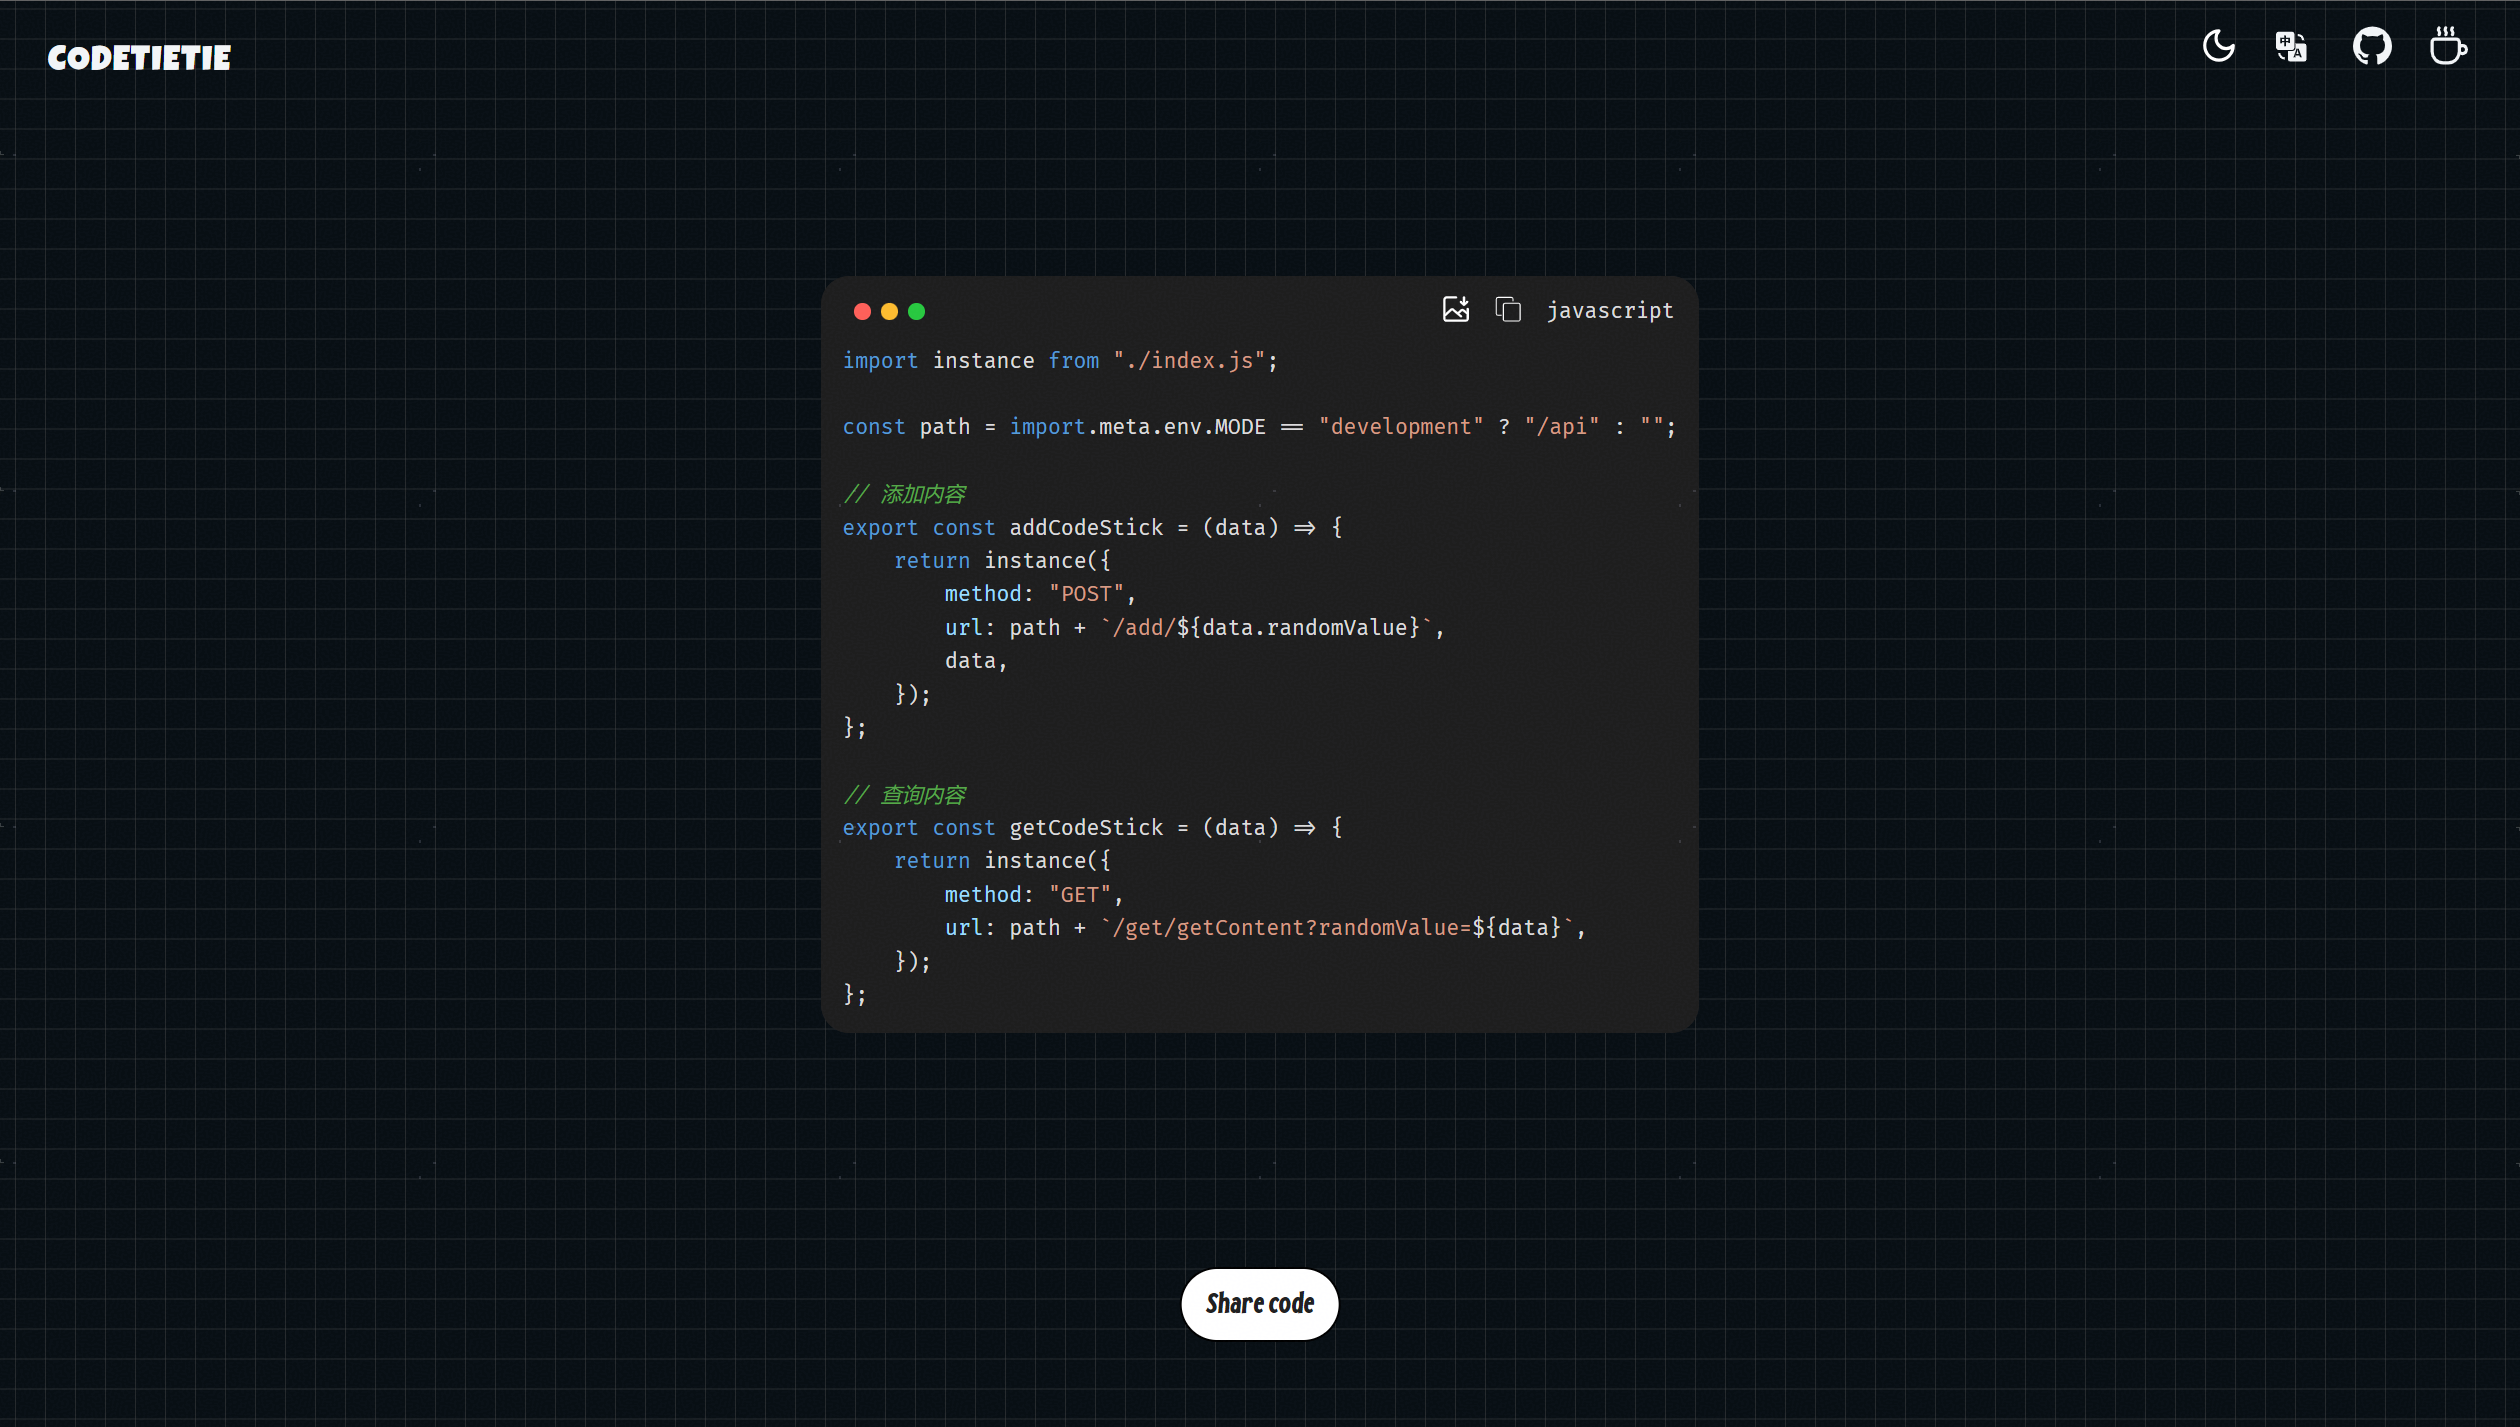 CODETIETIE
javascript
import instance from "./index.js";
const path = import.meta.env.MODE == "development" ? "/api" : "";
// 添加内容
export const addCodeStick = (data) => {
    return instance({
        method: "POST",
        url: path + `/add/${data.randomValue}`,
        data,
    });
};
// 查询内容
export const getCodeStick = (data) => {
    return instance({
        method: "GET",
        url: path + `/get/getContent?randomValue=${data}`,
    });
};
Share code